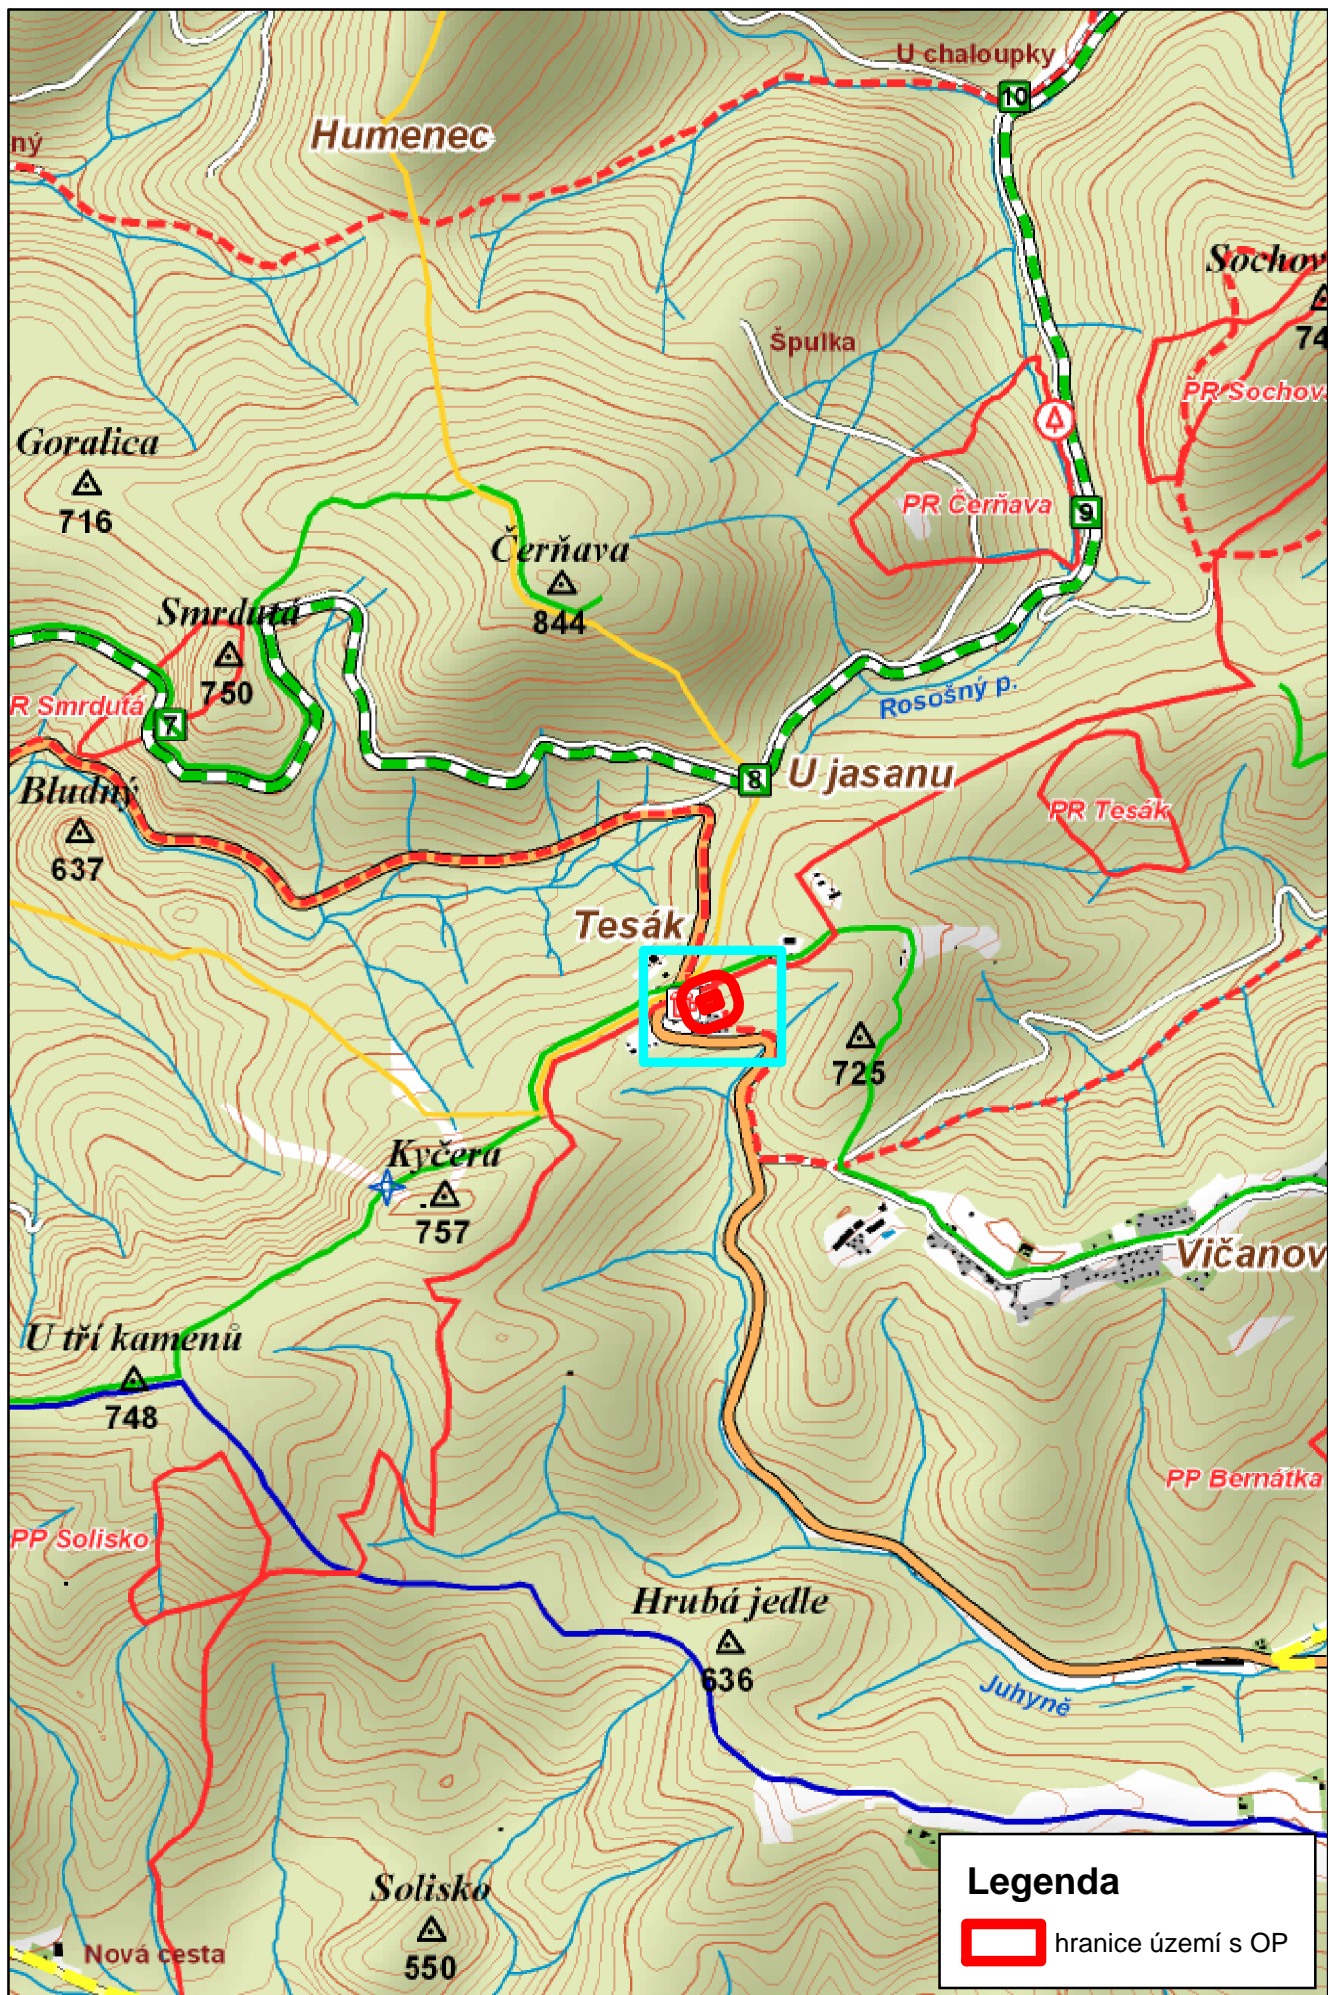 U chaloupky
10
Humenec
ný
Sochov
74
Špulka
PR Sochov
Goralica
716
PR Čerňava
9
Čerňava
844
Smrdutá
750
R Smrdutá
7
Rosošný p.
8
U jasanu
Bludný
637
PR Tesák
Tesák
725
Kyčera
757
Vičanov
U tří kamenů
748
PP Bernátka
PP Solisko
Hrubá jedle
636
Juhyně
Solisko
550
Nová cesta
Legenda
hranice území s OP